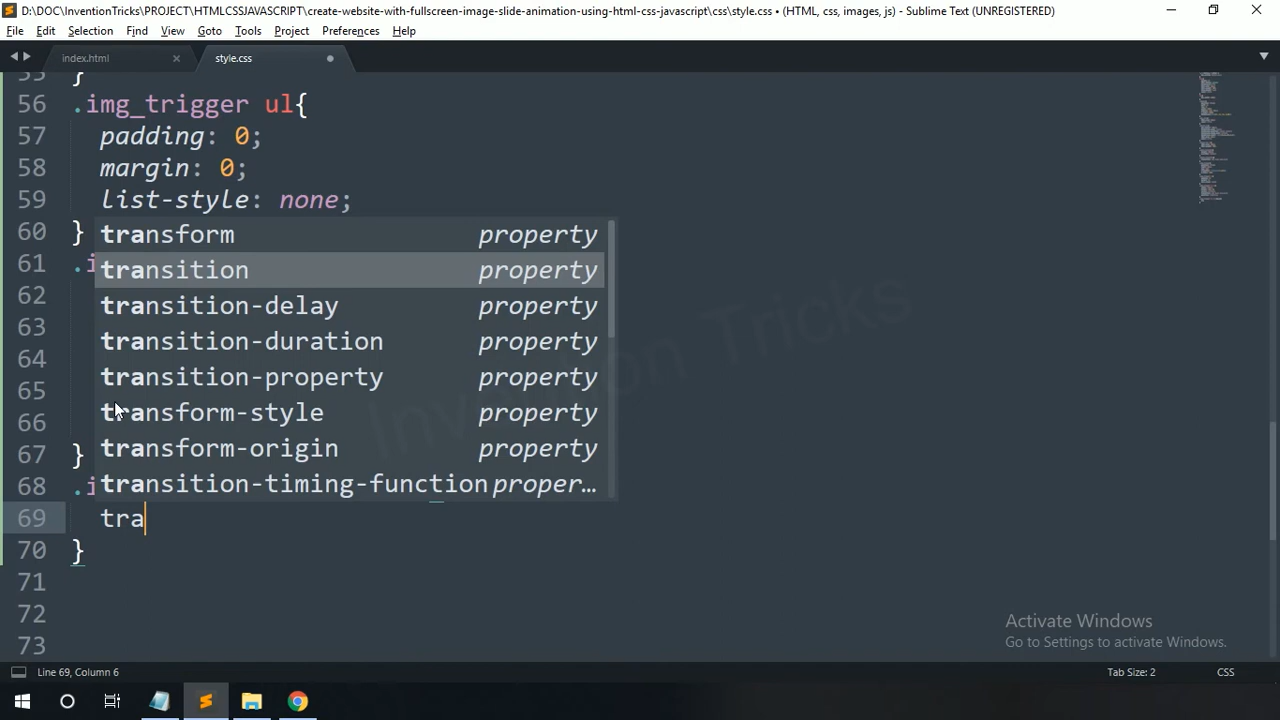 D:\DOC\InventionTricks\PROJECT\HTMLCSSJAVASCRIPT\create-website-with-fullscreen-image-slide-animation-using-html-css-javascript\css\style.css • (HTML, css, images, js) - Sublime Text (UNREGISTERED)
File Edit Selection Find View Goto Tools Project Preferences Help
index.html style.css
55 }
56 .img_trigger ul{
57 padding: 0;
58 margin: 0;
59 list-style: none;
60 }
transform property
61 .i
transition property
62
transition-delay property
63
transition-duration property
64
transition-property property
65
transform-style property
66
transform-origin property
67 }
transition-timing-function proper…
68 .i
69 tra
70 }
71
72
73
Invention Tricks
Activate Windows
Go to Settings to activate Windows.
Line 69, Column 6 Tab Size: 2 CSS